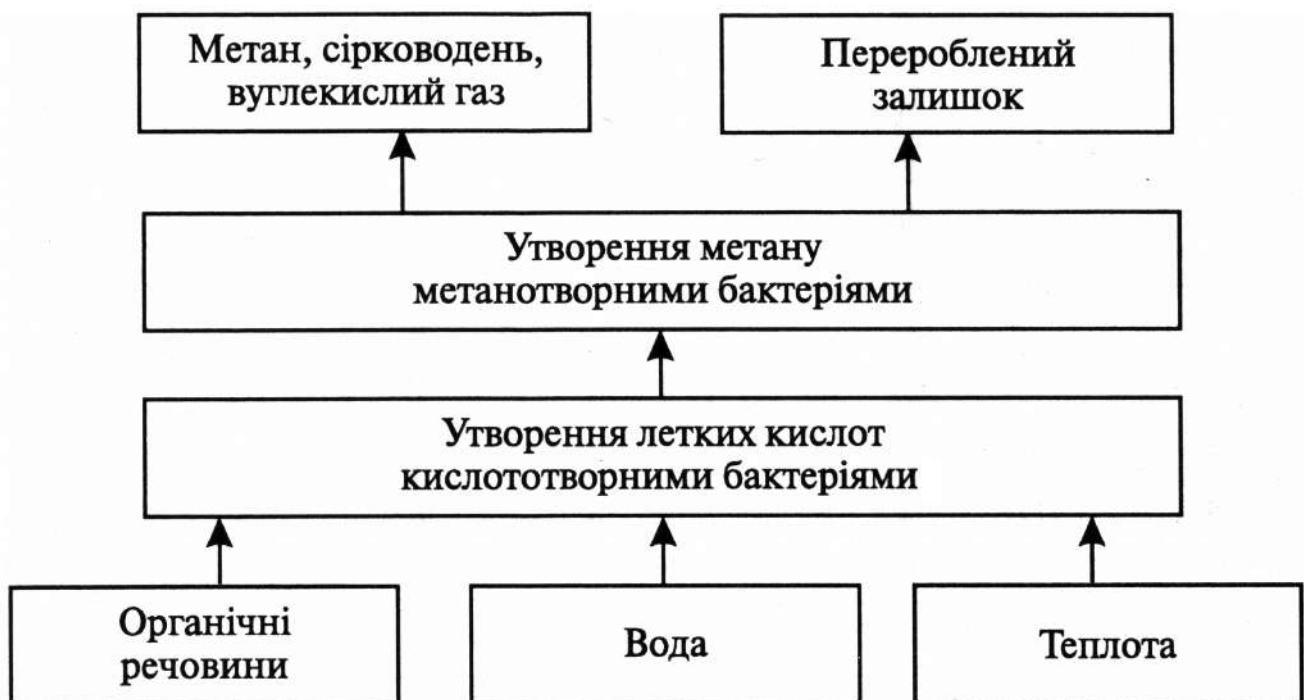 Метан, сірководень,
вуглекислий газ
Перероблений
залишок
Утворення метану
метанотворними бактеріями
Утворення летких кислот
кислототворними бактеріями
Органічні
речовини
Вода
Теплота